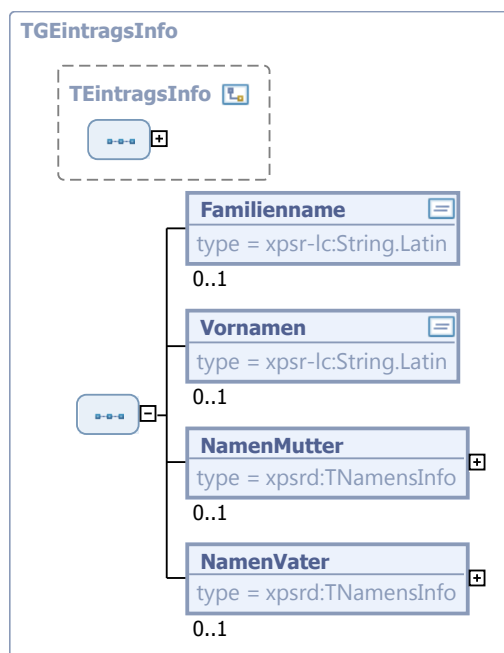 TGEintragsInfo
TEintragsInfo
Familienname
type = xpsr-lc:String.Latin
0..1
Vornamen
type = xpsr-lc:String.Latin
0..1
NamenMutter
type = xpsrd:TNamensInfo
0..1
NamenVater
type = xpsrd:TNamensInfo
0..1